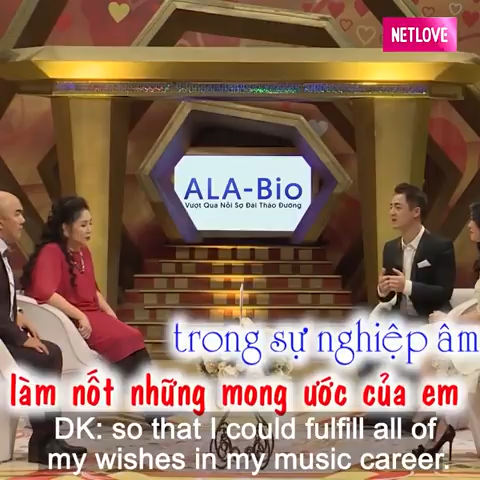 NETLOVE
ALA-Bio
Vượt Qua Nỗi Sợ Đái Tháo Đường
trong sự nghiệp âm
làm nốt những mong ước của em
DK: so that I could fulfill all of
my wishes in my music career.